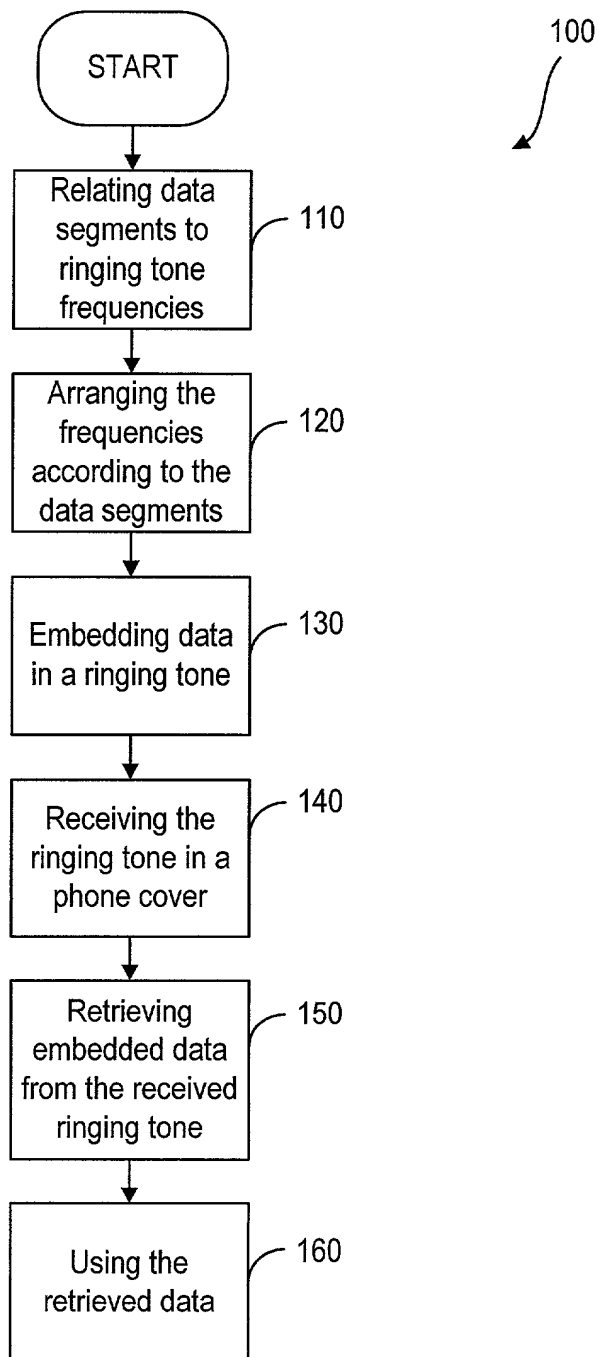 START
100
Relating data
segments to
ringing tone
frequencies
110
Arranging the
frequencies
according to the
data segments
120
Embedding data
in a ringing tone
130
Receiving the
ringing tone in a
phone cover
140
Retrieving
embedded data
from the received
ringing tone
150
Using the
retrieved data
160